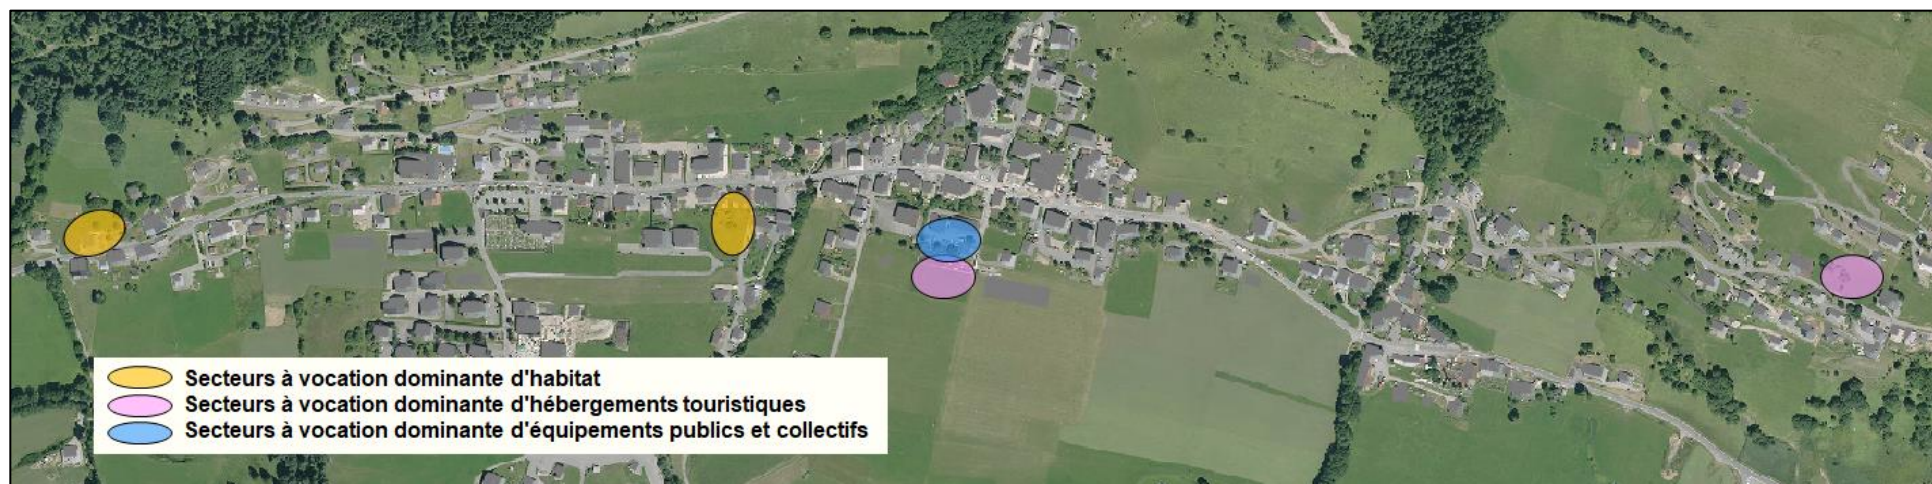 Secteurs à vocation dominante d'habitat
Secteurs à vocation dominante d'hébergements touristiques
Secteurs à vocation dominante d'équipements publics et collectifs